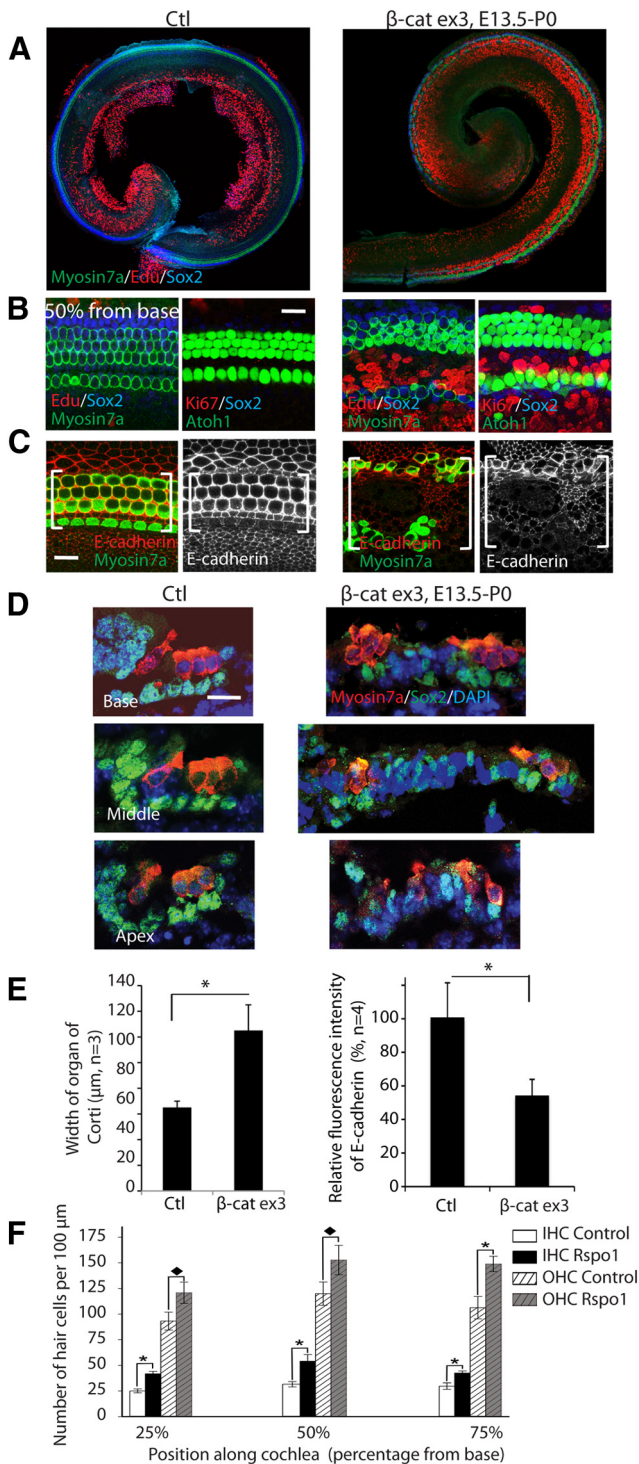 Ctl
β-cat ex3, E13.5-P0
A
Myosin7a/Edu/Sox2
B
50% from base
Edu/Sox2
Myosin7a
Ki67/Sox2
Atoh1
Edu/Sox2
Myosin7a
Ki67/Sox2
Atoh1
C
E-cadherin
Myosin7a
E-cadherin
E-cadherin
Myosin7a
E-cadherin
D
Ctl
β-cat ex3, E13.5-P0
Base
Myosin7a/Sox2/DAPI
Middle
Apex
E
Width of organ of
Corti (µm, n=3)
140
120
100
80
60
40
20
0
*
Ctl
β-cat ex3
Relative fluorescence intensity
of E-cadherin (%, n=4)
120
100
80
60
40
20
0
*
Ctl
β-cat ex3
F
Number of hair cells per 100 µm
175
150
125
100
75
50
25
0
* ♦
* ♦
* *
IHC Control
IHC Rspo1
OHC Control
OHC Rspo1
25% 50% 75%
Position along cochlea (percentage from base)